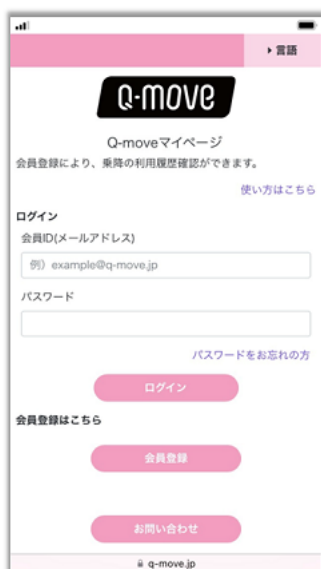 言語
Q-move
Q-moveマイページ
会員登録により、乗降の利用履歴確認ができます。
使い方はこちら
ログイン
会員ID(メールアドレス)
例）example@q-move.jp
パスワード
パスワードをお忘れの方
ログイン
会員登録はこちら
会員登録
お問い合わせ
q-move.jp